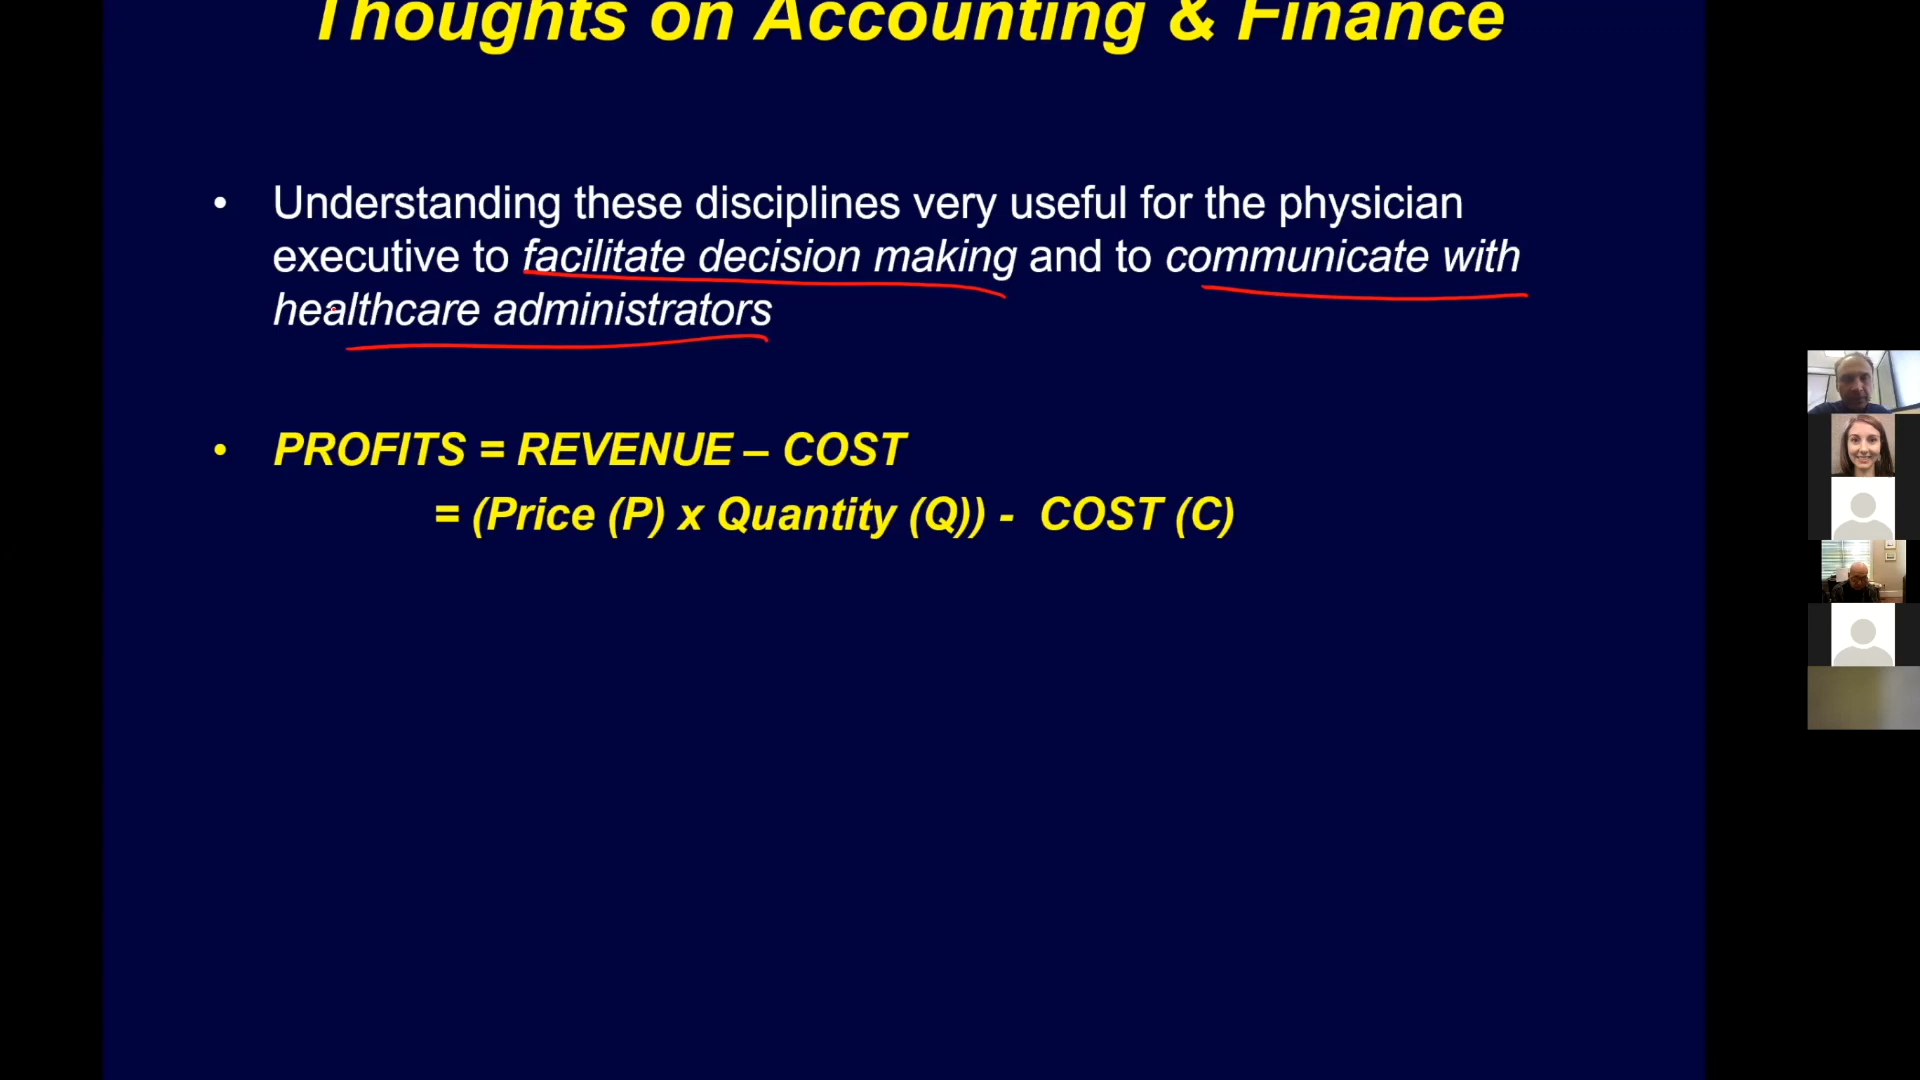 Thoughts on Accounting & Finance
• Understanding these disciplines very useful for the physician
executive to facilitate decision making and to communicate with
healthcare administrators
• PROFITS = REVENUE – COST
= (Price (P) x Quantity (Q)) - COST (C)